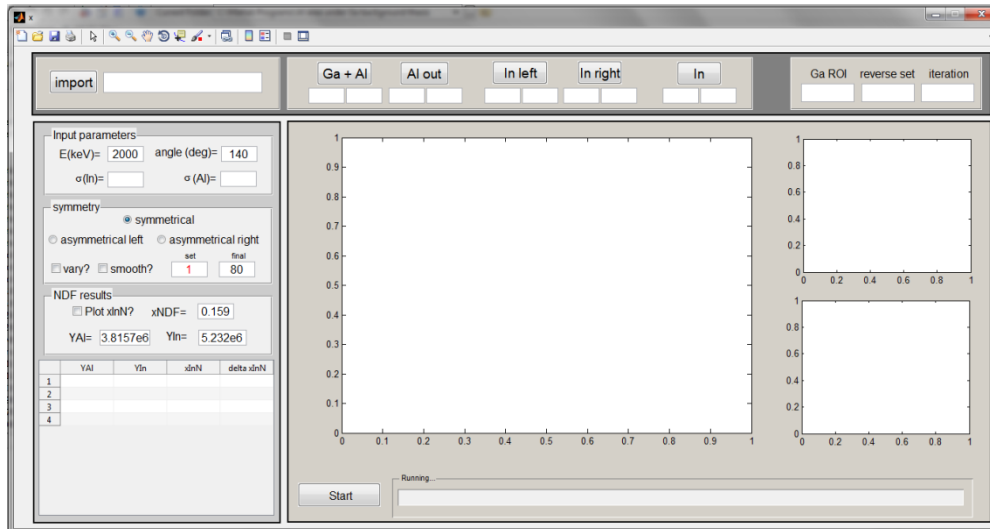 x
import
Ga + Al Al out In left In right In
Ga ROI reverse set iteration
Input parameters
E(keV)= 2000 angle (deg)= 140
σ(In)= σ (Al)=
symmetry
symmetrical
asymmetrical left asymmetrical right
set final
vary? smooth? 1 80
NDF results
Plot xInN? xNDF= 0.159
YAl= 3.8157e6 YIn= 5.232e6
YAl YIn xInN delta xInN
1
2
3
4
1
0.9
0.8
0.7
0.6
0.5
0.4
0.3
0.2
0.1
0
0 0.1 0.2 0.3 0.4 0.5 0.6 0.7 0.8 0.9 1
1
0.8
0.6
0.4
0.2
0
0 0.2 0.4 0.6 0.8 1
1
0.8
0.6
0.4
0.2
0
0 0.2 0.4 0.6 0.8 1
Start
Running...